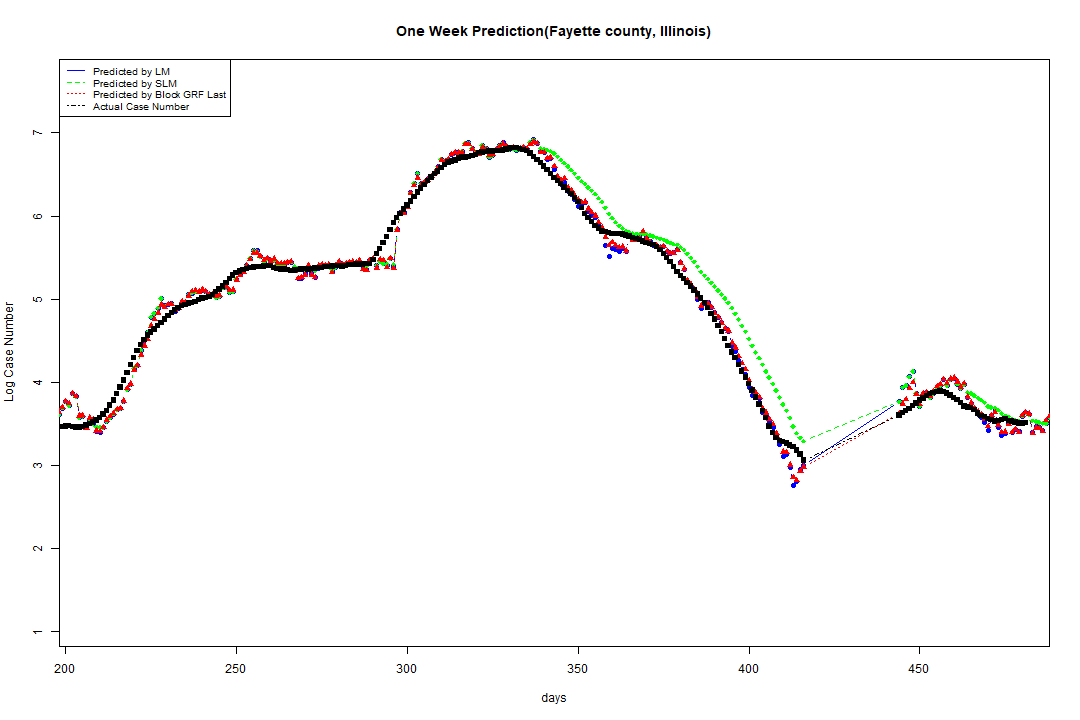 One Week Prediction(Fayette county, Illinois)
Predicted by LM
Predicted by SLM
Predicted by Block GRF Last
Actual Case Number
7
6
5
4
3
2
1
Log Case Number
200 250 300 350 400 450
days